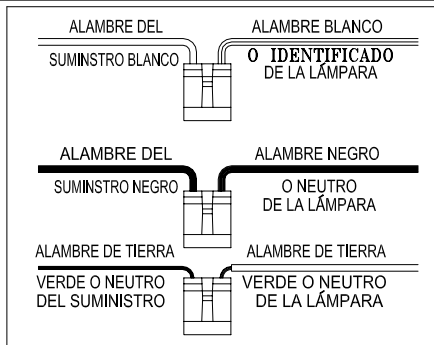 ALAMBRE DEL
SUMINSTRO BLANCO
ALAMBRE BLANCO
O IDENTIFICADO
DE LA LÁMPARA
ALAMBRE DEL
SUMINSTRO NEGRO
ALAMBRE NEGRO
O NEUTRO
DE LA LÁMPARA
ALAMBRE DE TIERRA
VERDE O NEUTRO
DEL SUMINISTRO
ALAMBRE DE TIERRA
VERDE O NEUTRO
DE LA LÁMPARA